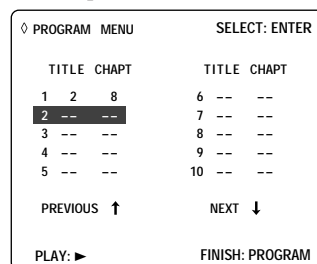 ◊ PROGRAM MENU SELECT: ENTER
TITLE CHAPT TITLE CHAPT
1 2 8 6 -- --
2 -- -- 7 -- --
3 -- -- 8 -- --
4 -- -- 9 -- --
5 -- -- 10 -- --
PREVIOUS ↑ NEXT ↓
PLAY: ► FINISH: PROGRAM